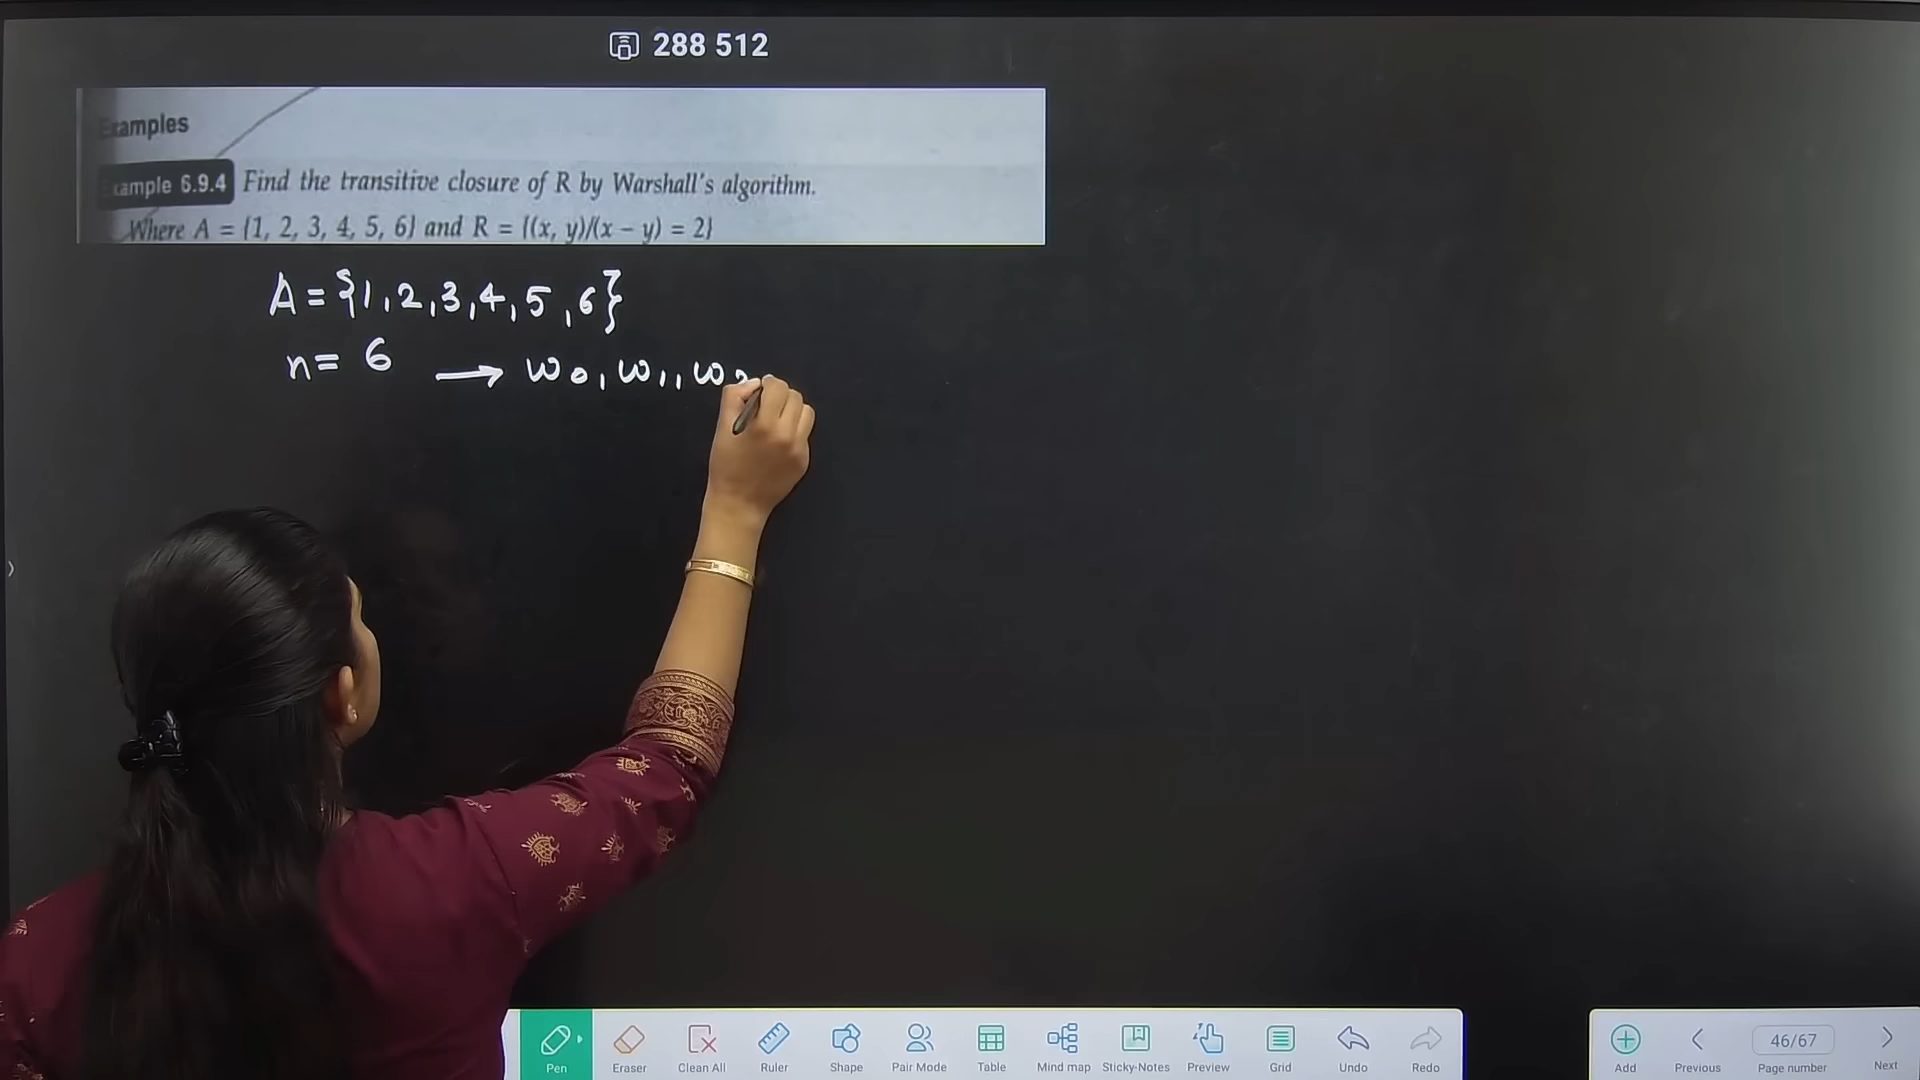 288 512
Examples
Example 6.9.4 Find the transitive closure of R by Warshall's algorithm.
Where A = {1, 2, 3, 4, 5, 6} and R = {(x, y)/(x – y) = 2}
A = {1, 2, 3, 4, 5, 6}
n = 6 → W0, W1, W2
Pen
Eraser
Clean All
Ruler
Shape
Pair Mode
Table
Mind map
Sticky-Notes
Preview
Grid
Undo
Redo
Add
Previous
46/67
Page number
Next